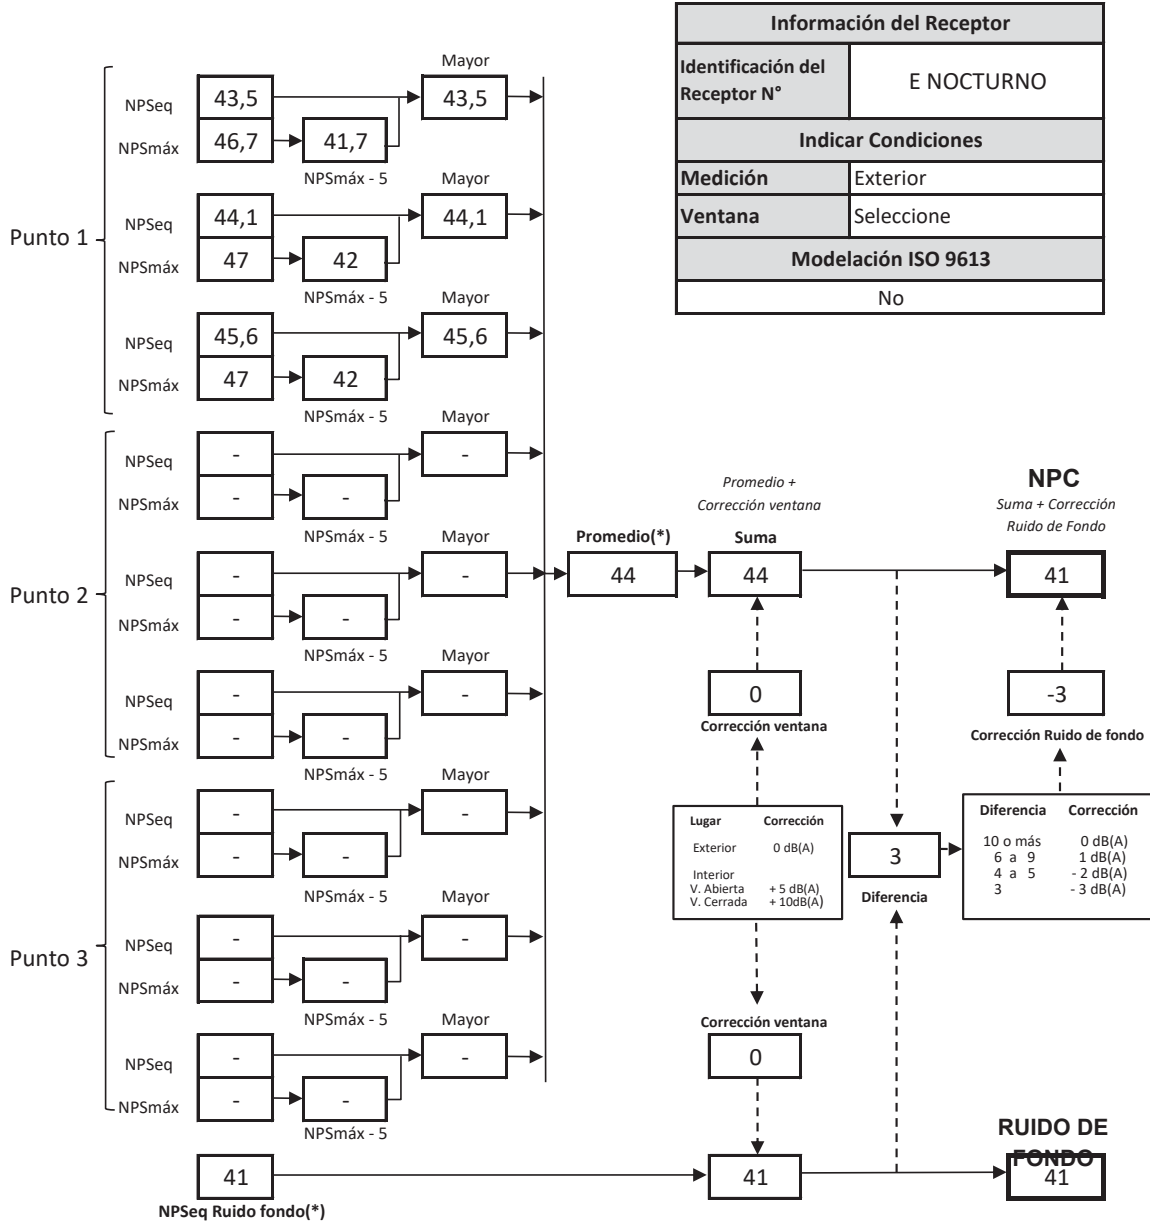 Información del Receptor
Identificación del
Receptor N°
E NOCTURNO
Indicar Condiciones
Medición
Exterior
Ventana
Seleccione
Modelación ISO 9613
No
Punto 1
Mayor
NPSeq
43,5
43,5
NPSmáx
46,7
41,7
NPSmáx - 5
Mayor
NPSeq
44,1
44,1
NPSmáx
47
42
NPSmáx - 5
Mayor
NPSeq
45,6
45,6
NPSmáx
47
42
NPSmáx - 5
Punto 2
Mayor
NPSeq
-
-
NPSmáx
-
-
NPSmáx - 5
Mayor
NPSeq
-
-
NPSmáx
-
-
NPSmáx - 5
Mayor
NPSeq
-
-
NPSmáx
-
-
NPSmáx - 5
Punto 3
Mayor
NPSeq
-
-
NPSmáx
-
-
NPSmáx - 5
Mayor
NPSeq
-
-
NPSmáx
-
-
NPSmáx - 5
Mayor
NPSeq
-
-
NPSmáx
-
-
NPSmáx - 5
Promedio(*)
44
Promedio +
Corrección ventana
Suma
44
NPC
Suma + Corrección
Ruido de Fondo
41
0
Corrección ventana
-3
Corrección Ruido de fondo
Lugar Corrección
Exterior 0 dB(A)
Interior
V. Abierta + 5 dB(A)
V. Cerrada + 10dB(A)
3
Diferencia
Diferencia Corrección
10 o más 0 dB(A)
6 a 9 1 dB(A)
4 a 5 - 2 dB(A)
3 - 3 dB(A)
Corrección ventana
0
41
NPSeq Ruido fondo(*)
41
RUIDO DE
FONDO
41